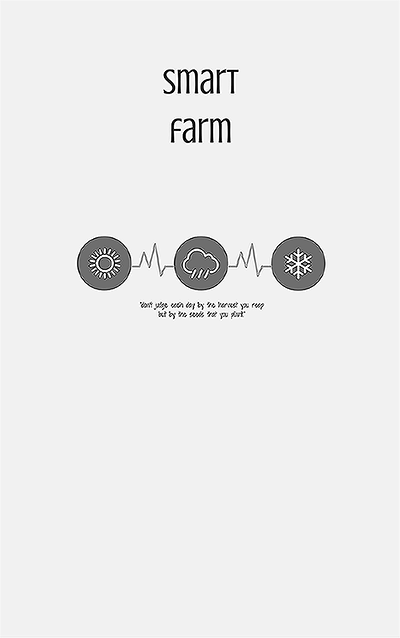 smart
farm
"don't judge each day by the harvest you reap
but by the seeds that you plant"